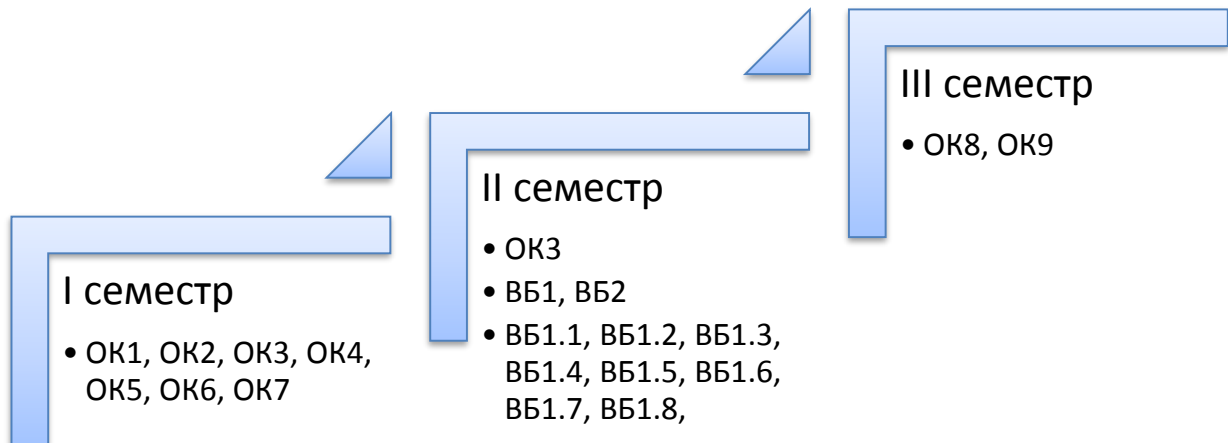 I семестр
• ОК1, ОК2, ОК3, ОК4,
ОК5, ОК6, ОК7
II семестр
• ОК3
• ВБ1, ВБ2
• ВБ1.1, ВБ1.2, ВБ1.3,
ВБ1.4, ВБ1.5, ВБ1.6,
ВБ1.7, ВБ1.8,
III семестр
• ОК8, ОК9